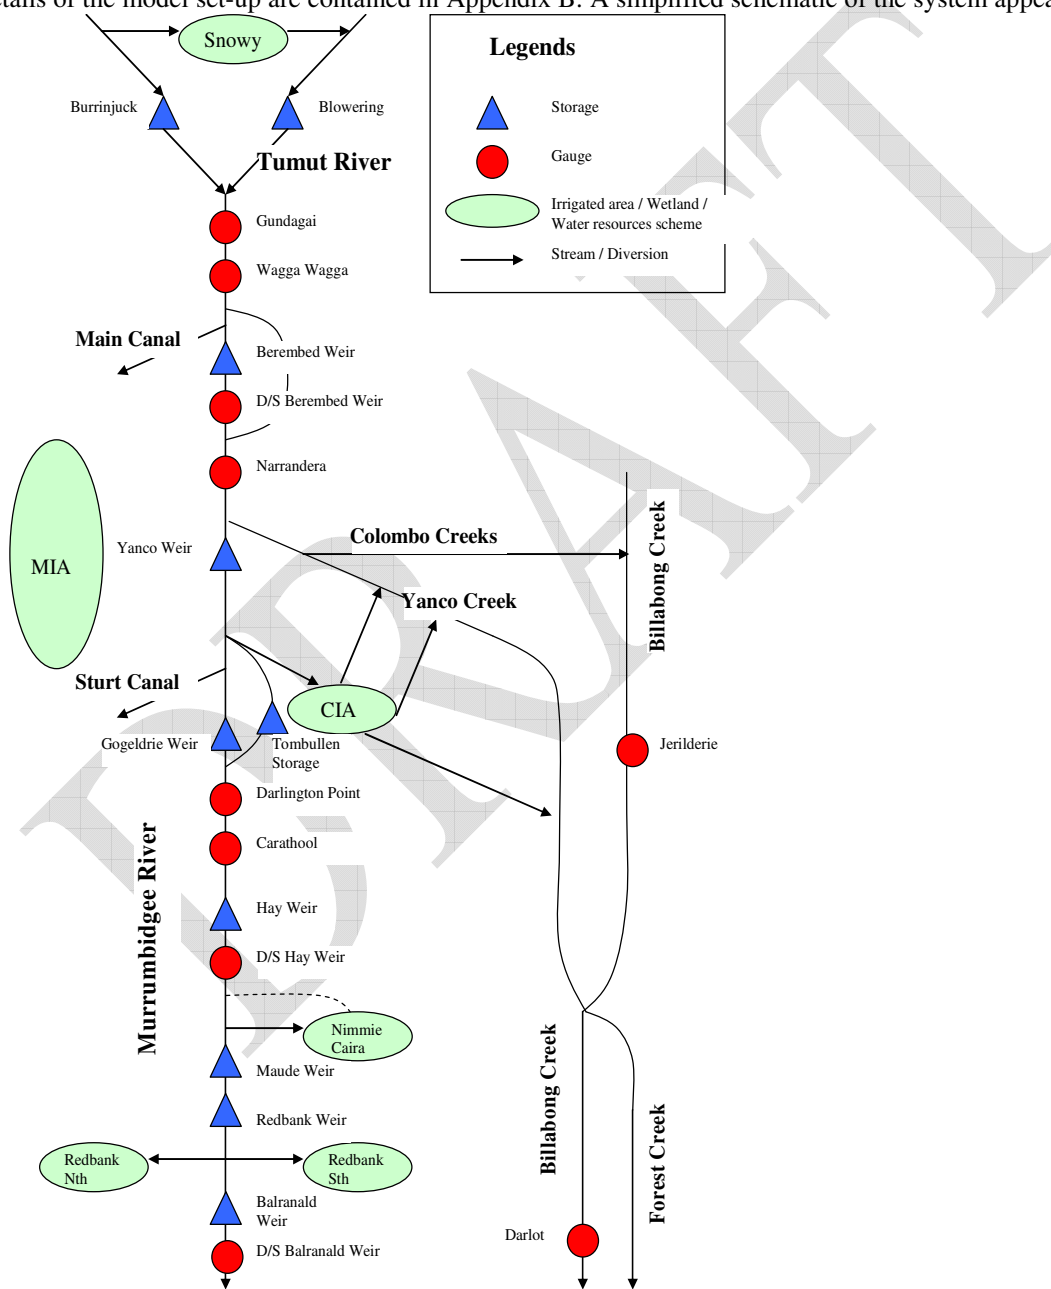 etails of the model set-up are contained in Appendix B. A simplified schematic of the system appea
Snowy
Legends
Burrinjuck
Blowering
Storage
Tumut River
Gauge
Irrigated area / Wetland /
Water resources scheme
Gundagai
Stream / Diversion
Wagga Wagga
Main Canal
Berembed Weir
D/S Berembed Weir
Narrandera
Colombo Creeks
Yanco Weir
MIA
Billabong Creek
Yanco Creek
Sturt Canal
CIA
Gogeldrie Weir
Tombullen
Storage
Jerilderie
Darlington Point
Carathool
Murrumbidgee River
Hay Weir
D/S Hay Weir
Nimmie
Caira
Maude Weir
Billabong Creek
Redbank Weir
Forest Creek
Redbank
Nth
Redbank
Sth
Balranald
Weir
Darlot
D/S Balranald Weir
DRAFT